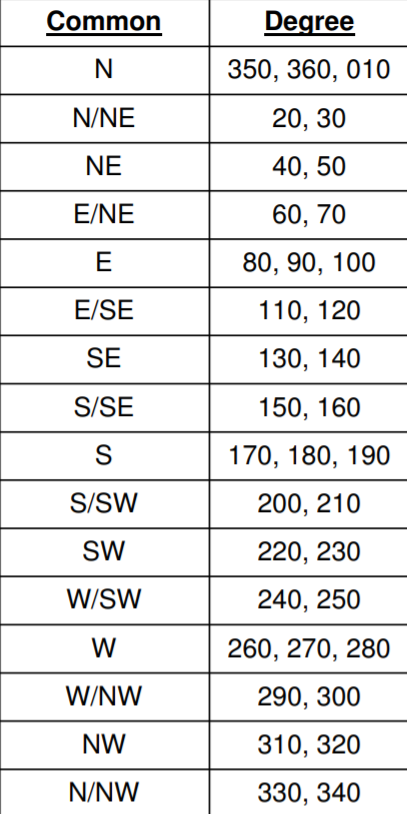 Common Degree
N 350, 360, 010
N/NE 20, 30
NE 40, 50
E/NE 60, 70
E 80, 90, 100
E/SE 110, 120
SE 130, 140
S/SE 150, 160
S 170, 180, 190
S/SW 200, 210
SW 220, 230
W/SW 240, 250
W 260, 270, 280
W/NW 290, 300
NW 310, 320
N/NW 330, 340